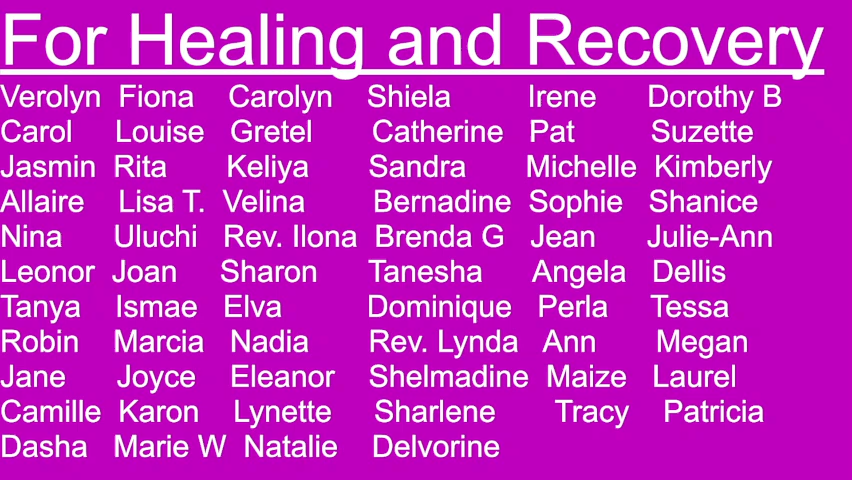 For Healing and Recovery
Verolyn Fiona Carolyn Shiela Irene Dorothy B
Carol Louise Gretel Catherine Pat Suzette
Jasmin Rita Keliya Sandra Michelle Kimberly
Allaire Lisa T. Velina Bernadine Sophie Shanice
Nina Uluchi Rev. Ilona Brenda G Jean Julie-Ann
Leonor Joan Sharon Tanesha Angela Dellis
Tanya Ismae Elva Dominique Perla Tessa
Robin Marcia Nadia Rev. Lynda Ann Megan
Jane Joyce Eleanor Shelmadine Maize Laurel
Camille Karon Lynette Sharlene Tracy Patricia
Dasha Marie W Natalie Delvorine